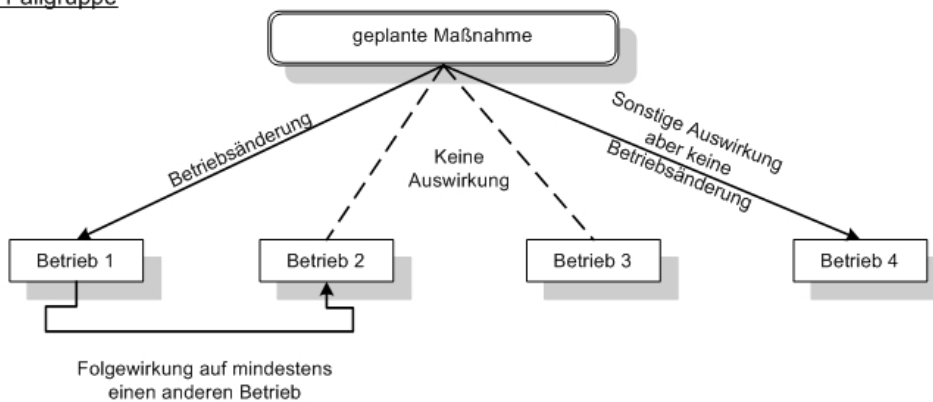 Fallgruppe
geplante Maßnahme
Betriebsänderung
Keine
Auswirkung
Sonstige Auswirkung
aber keine
Betriebsänderung
Betrieb 1
Betrieb 2
Betrieb 3
Betrieb 4
Folgewirkung auf mindestens
einen anderen Betrieb